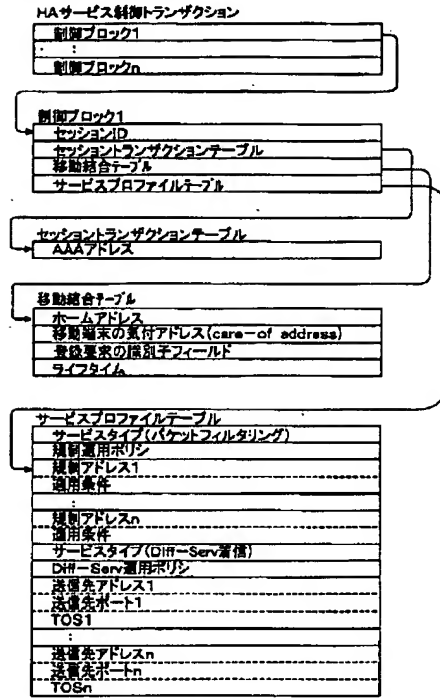 HAサービス制御トランザクション
制御ブロック1
:
制御ブロックn
制御ブロック1
セッションID
セッショントランザクションテーブル
移動結合テーブル
サービスプロファイルテーブル
セッショントランザクションテーブル
AAAアドレス
移動結合テーブル
ホームアドレス
移動端末の気付アドレス(care-of address)
登録要求の識別子フィールド
ライフタイム
サービスプロファイルテーブル
サービスタイプ(パケットフィルタリング)
規制運用ポリシ
規制アドレス1
適用条件
:
規制アドレスn
適用条件
サービスタイプ(Diff-Serv着信)
Diff-Serv運用ポリシ
送信先アドレス1
送信先ポート1
TOS1
:
送信先アドレスn
送信先ポートn
TOSn